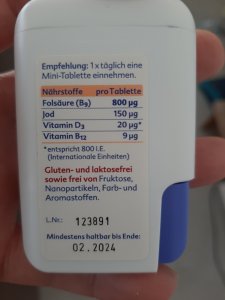 Empfehlung: 1x täglich eine
Mini-Tablette einnehmen.
Nährstoffe pro Tablette
Folsäure (B9) 800 µg
Jod 150 µg
Vitamin D3 20 µg*
Vitamin B12 9 µg
*entspricht 800 I.E.
(Internationale Einheiten)
Gluten- und laktosefrei
sowie frei von Fruktose,
Nanopartikeln, Farb- und
Aromastoffen.
L.Nr.: 123891
Mindestens haltbar bis Ende:
02.2024